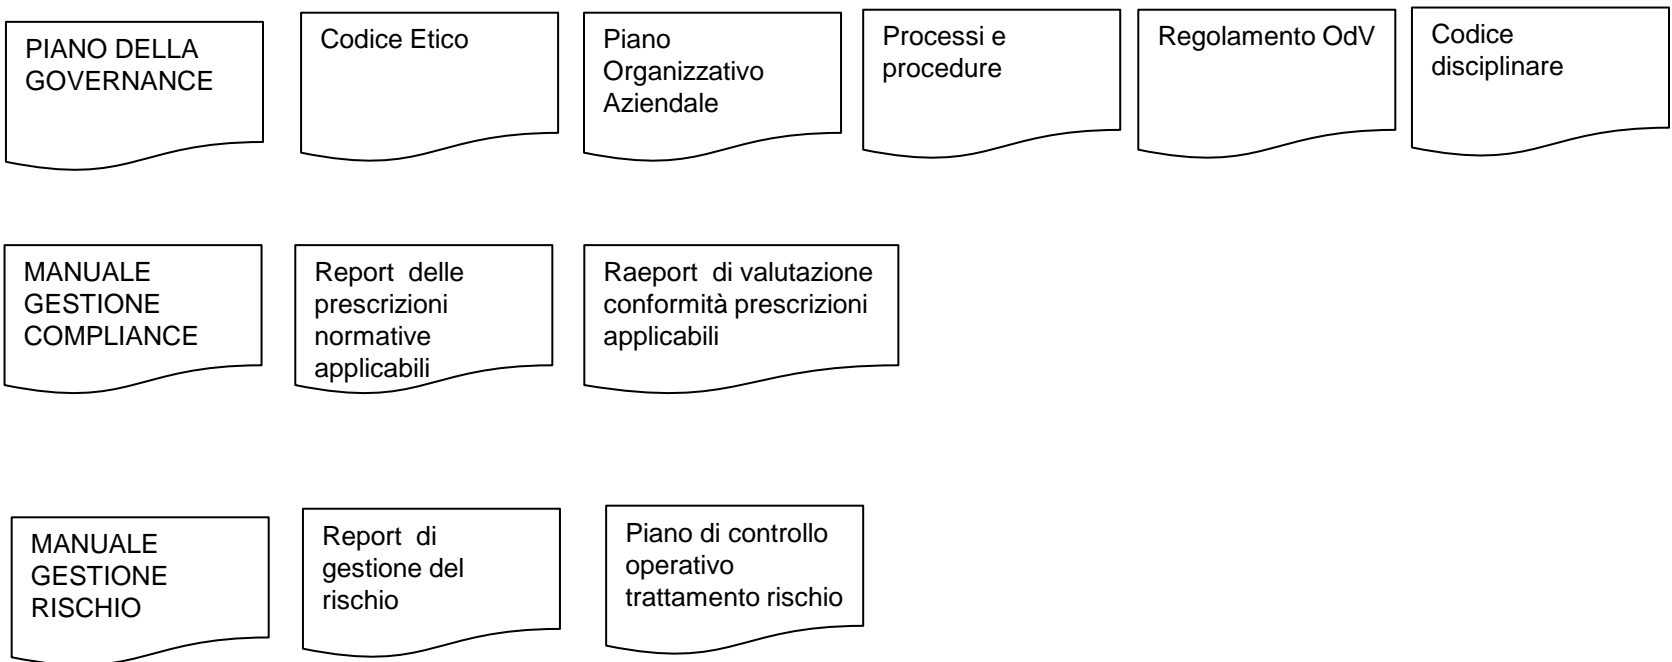 PIANO DELLA
GOVERNANCE
Codice Etico
Piano
Organizzativo
Aziendale
Processi e
procedure
Regolamento OdV
Codice
disciplinare
MANUALE
GESTIONE
COMPLIANCE
Report delle
prescrizioni
normative
applicabili
Raeport di valutazione
conformità prescrizioni
applicabili
MANUALE
GESTIONE
RISCHIO
Report di
gestione del
rischio
Piano di controllo
operativo
trattamento rischio